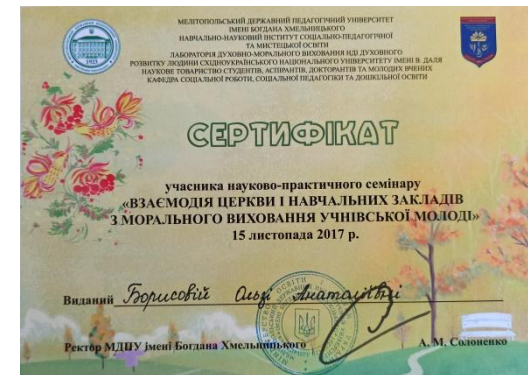 МЕЛІТОПОЛЬСЬКИЙ ДЕРЖАВНИЙ ПЕДАГОГІЧНИЙ УНІВЕРСИТЕТ
ІМЕНІ БОГДАНА ХМЕЛЬНИЦЬКОГО
НАВЧАЛЬНО-НАУКОВИЙ ІНСТИТУТ СОЦІАЛЬНО-ПЕДАГОГІЧНОЇ
ТА МИСТЕЦЬКОЇ ОСВІТИ
ЛАБОРАТОРІЯ ДУХОВНО-МОРАЛЬНОГО ВИХОВАННЯ НДІ ДУХОВНОГО
РОЗВИТКУ ЛЮДИНИ СХІДНОУКРАЇНСЬКОГО НАЦІОНАЛЬНОГО УНІВЕРСИТЕТУ ІМЕНІ В. ДАЛЯ
НАУКОВЕ ТОВАРИСТВО СТУДЕНТІВ, АСПІРАНТІВ, ДОКТОРАНТІВ ТА МОЛОДИХ ВЧЕНИХ
КАФЕДРА СОЦІАЛЬНОЇ РОБОТИ, СОЦІАЛЬНОЇ ПЕДАГОГІКИ ТА ДОШКІЛЬНОЇ ОСВІТИ
1923
СЕРТИФІКАТ
учасника науково-практичного семінару
«ВЗАЄМОДІЯ ЦЕРКВИ І НАВЧАЛЬНИХ ЗАКЛАДІВ
З МОРАЛЬНОГО ВИХОВАННЯ УЧНІВСЬКОЇ МОЛОДІ»
15 листопада 2017 р.
Виданий Борисовій Ользі Анатоліївні
Ректор МДПУ імені Богдана Хмельницького А. М. Солоненко